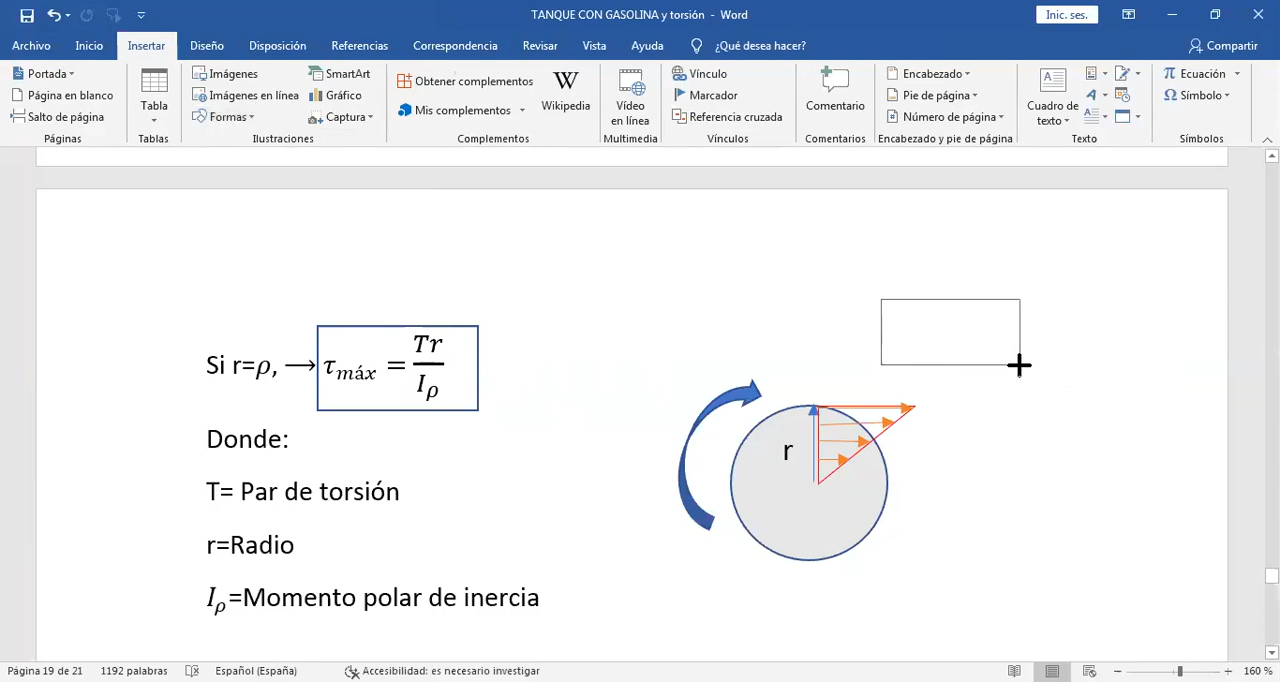 TANQUE CON GASOLINA y torsión - Word
Inic. ses.
Archivo Inicio Insertar Diseño Disposición Referencias Correspondencia Revisar Vista Ayuda ¿Qué desea hacer? Compartir
Portada
Página en blanco
Salto de página
Páginas
Tabla
Tablas
Imágenes
Imágenes en línea
Formas
SmartArt
Gráfico
Captura
Ilustraciones
Obtener complementos
Mis complementos
Wikipedia
Complementos
Vídeo
en línea
Multimedia
Vínculo
Marcador
Referencia cruzada
Vínculos
Comentario
Comentarios
Encabezado
Pie de página
Número de página
Encabezado y pie de página
Cuadro de
texto
Texto
Ecuación
Símbolo
Símbolos
Si r=ρ, ⟶ τ_máx = Tr/I_ρ
Donde:
T= Par de torsión
r=Radio
I_ρ=Momento polar de inercia
r
Página 19 de 21 1192 palabras Español (España) Accesibilidad: es necesario investigar 160 %